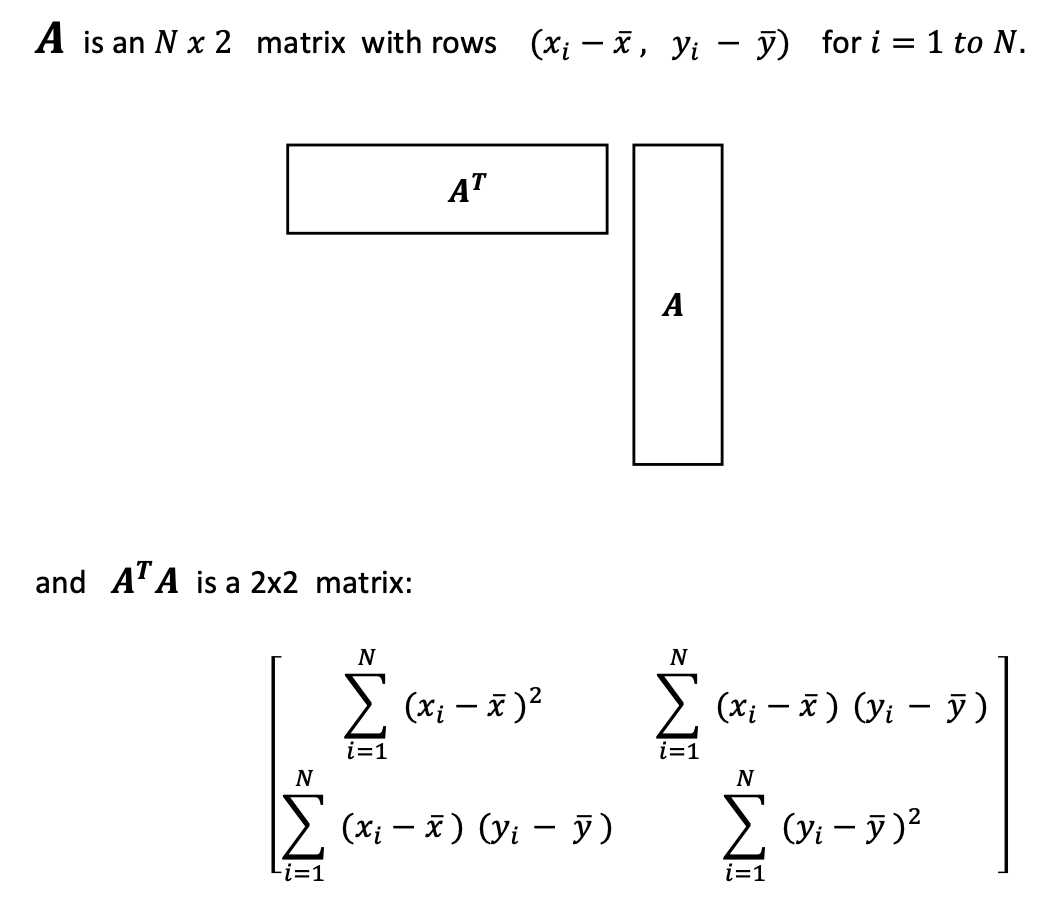 A is an N x 2 matrix with rows (xᵢ − x̄ , yᵢ − ȳ) for i = 1 to N.
Aᵀ
A
and AᵀA is a 2x2 matrix:
∑ᵢ₌₁ᴺ (xᵢ − x̄ )² ∑ᵢ₌₁ᴺ (xᵢ − x̄ ) (yᵢ − ȳ )
∑ᵢ₌₁ᴺ (xᵢ − x̄ ) (yᵢ − ȳ ) ∑ᵢ₌₁ᴺ (yᵢ − ȳ )²